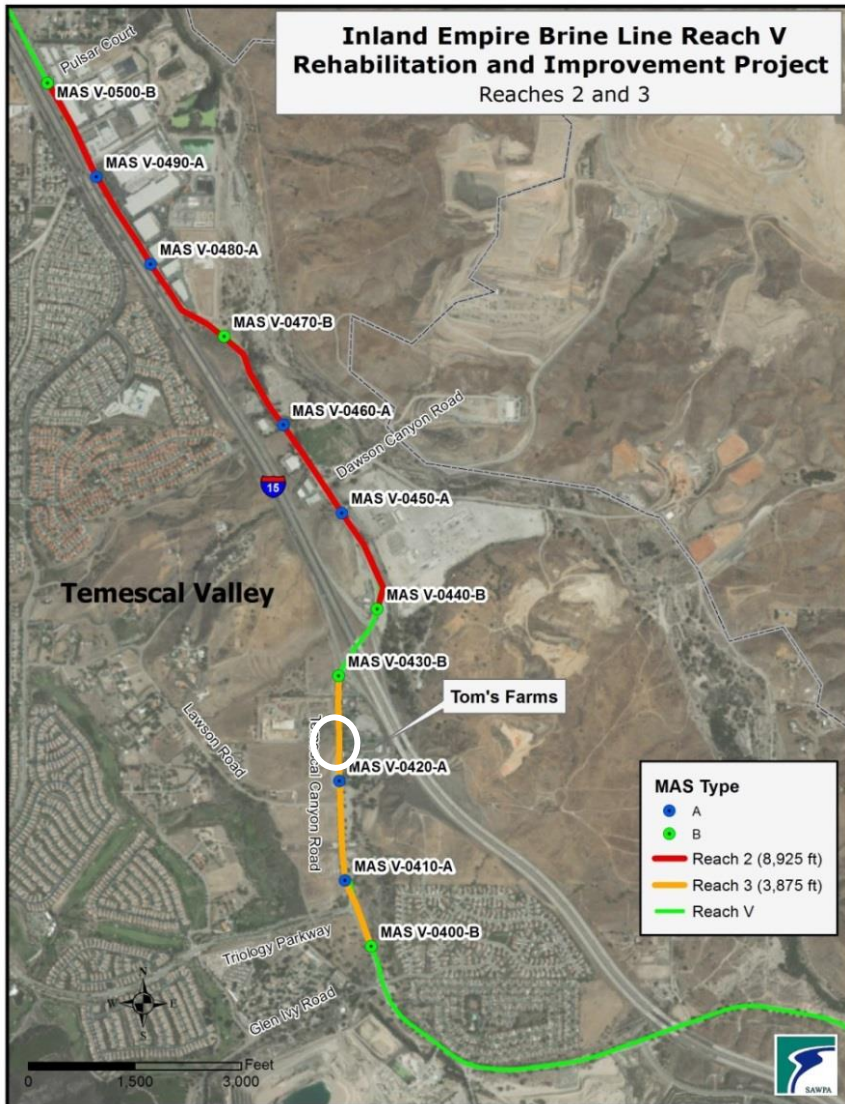 Inland Empire Brine Line Reach V
Rehabilitation and Improvement Project
Reaches 2 and 3
Pulsar Court
MAS V-0500-B
MAS V-0490-A
MAS V-0480-A
MAS V-0470-B
MAS V-0460-A
Dawson Canyon Road
15
MAS V-0450-A
Temescal Valley
MAS V-0440-B
MAS V-0430-B
Tom's Farms
Lawson Road
Temescal Canyon Road
MAS V-0420-A
MAS V-0410-A
Triology Parkway
MAS V-0400-B
Glen Ivy Road
MAS Type
A
B
Reach 2 (8,925 ft)
Reach 3 (3,875 ft)
Reach V
N
W E
S
Feet
0 1,500 3,000
SAWPA